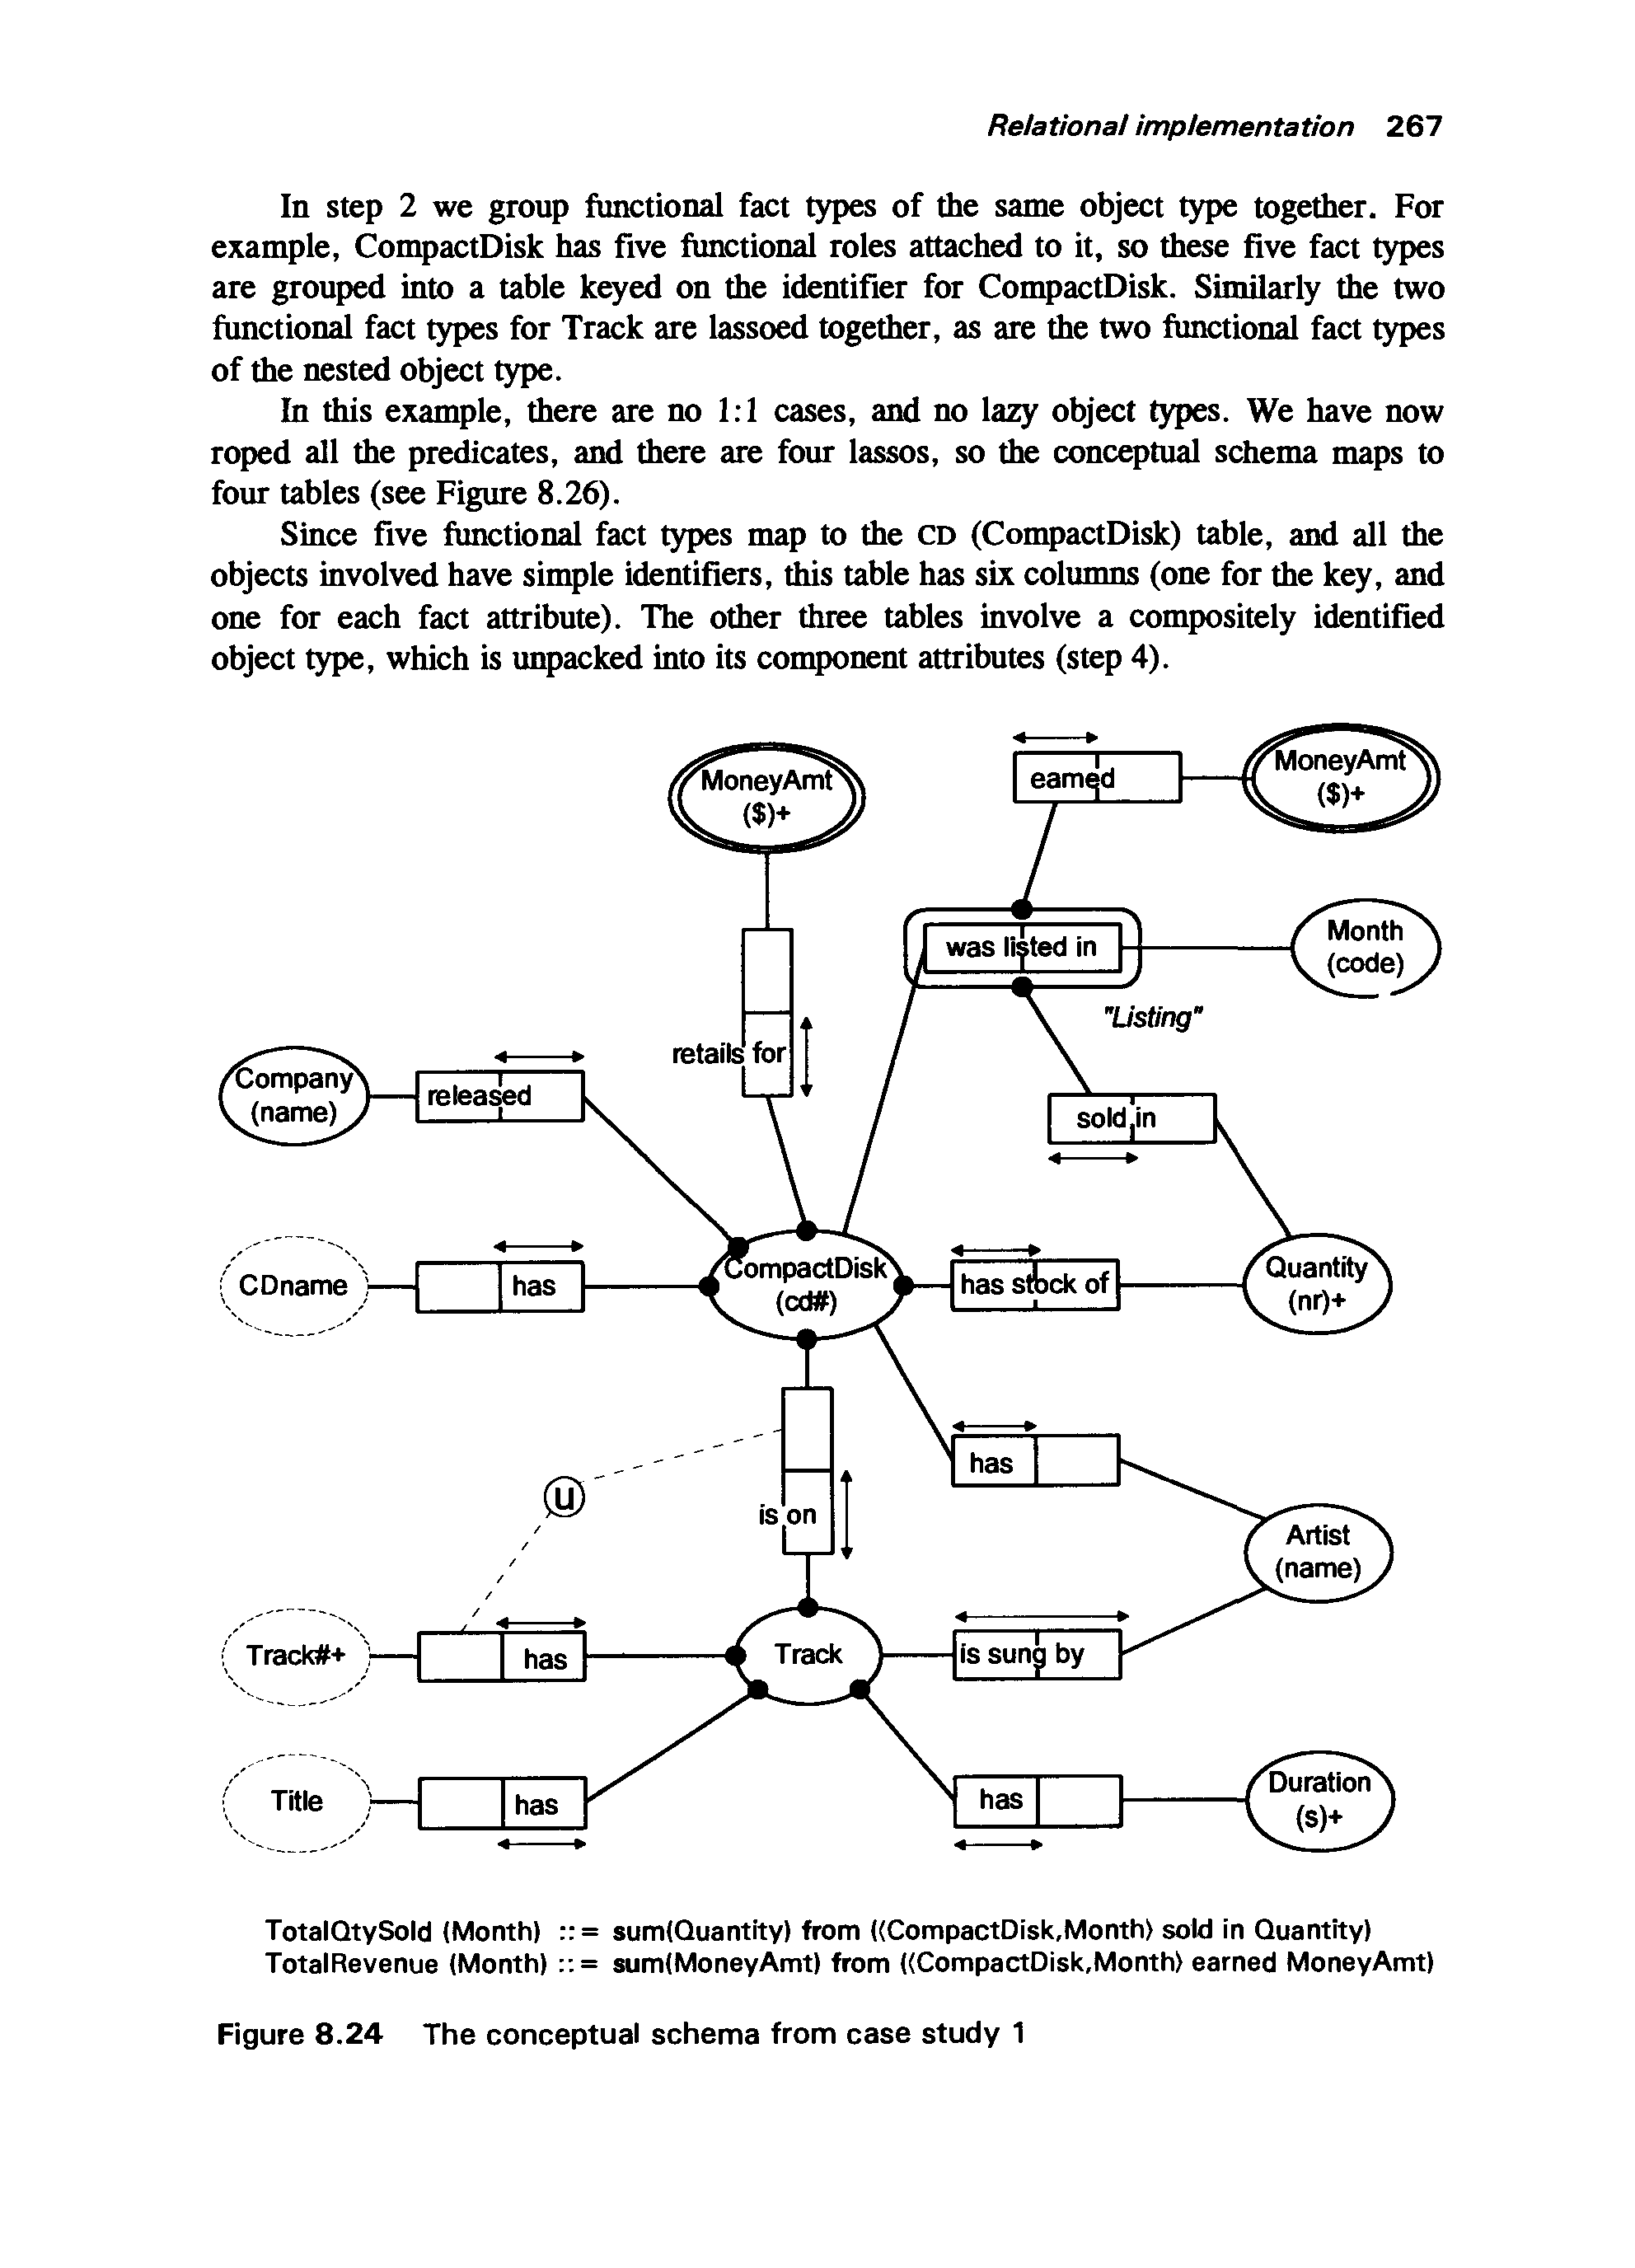 Relational implementation 267
In step 2 we group functional fact types of the same object type together. For
example, CompactDisk has five functional roles attached to it, so these five fact types
are grouped into a table keyed on the identifier for CompactDisk. Similarly the two
functional fact types for Track are lassoed together, as are the two functional fact types
of the nested object type.
In this example, there are no 1:1 cases, and no lazy object types. We have now
roped all the predicates, and there are four lassos, so the conceptual schema maps to
four tables (see Figure 8.26).
Since five functional fact types map to the CD (CompactDisk) table, and all the
objects involved have simple identifiers, this table has six columns (one for the key, and
one for each fact attribute). The other three tables involve a compositely identified
object type, which is unpacked into its component attributes (step 4).
MoneyAmt
($)+
earned
MoneyAmt
($)+
was listed in
Month
(code)
"Listing"
retails for
Company
(name)
released
sold in
CDname
has
CompactDisk
(cd#)
has stock of
Quantity
(nr)+
has
U
is on
Artist
(name)
Track#+
has
Track
is sung by
Title
has
has
Duration
(s)+
TotalQtySold (Month) ::= sum(Quantity) from (⟨CompactDisk,Month⟩ sold in Quantity)
TotalRevenue (Month) ::= sum(MoneyAmt) from (⟨CompactDisk,Month⟩ earned MoneyAmt)
Figure 8.24 The conceptual schema from case study 1